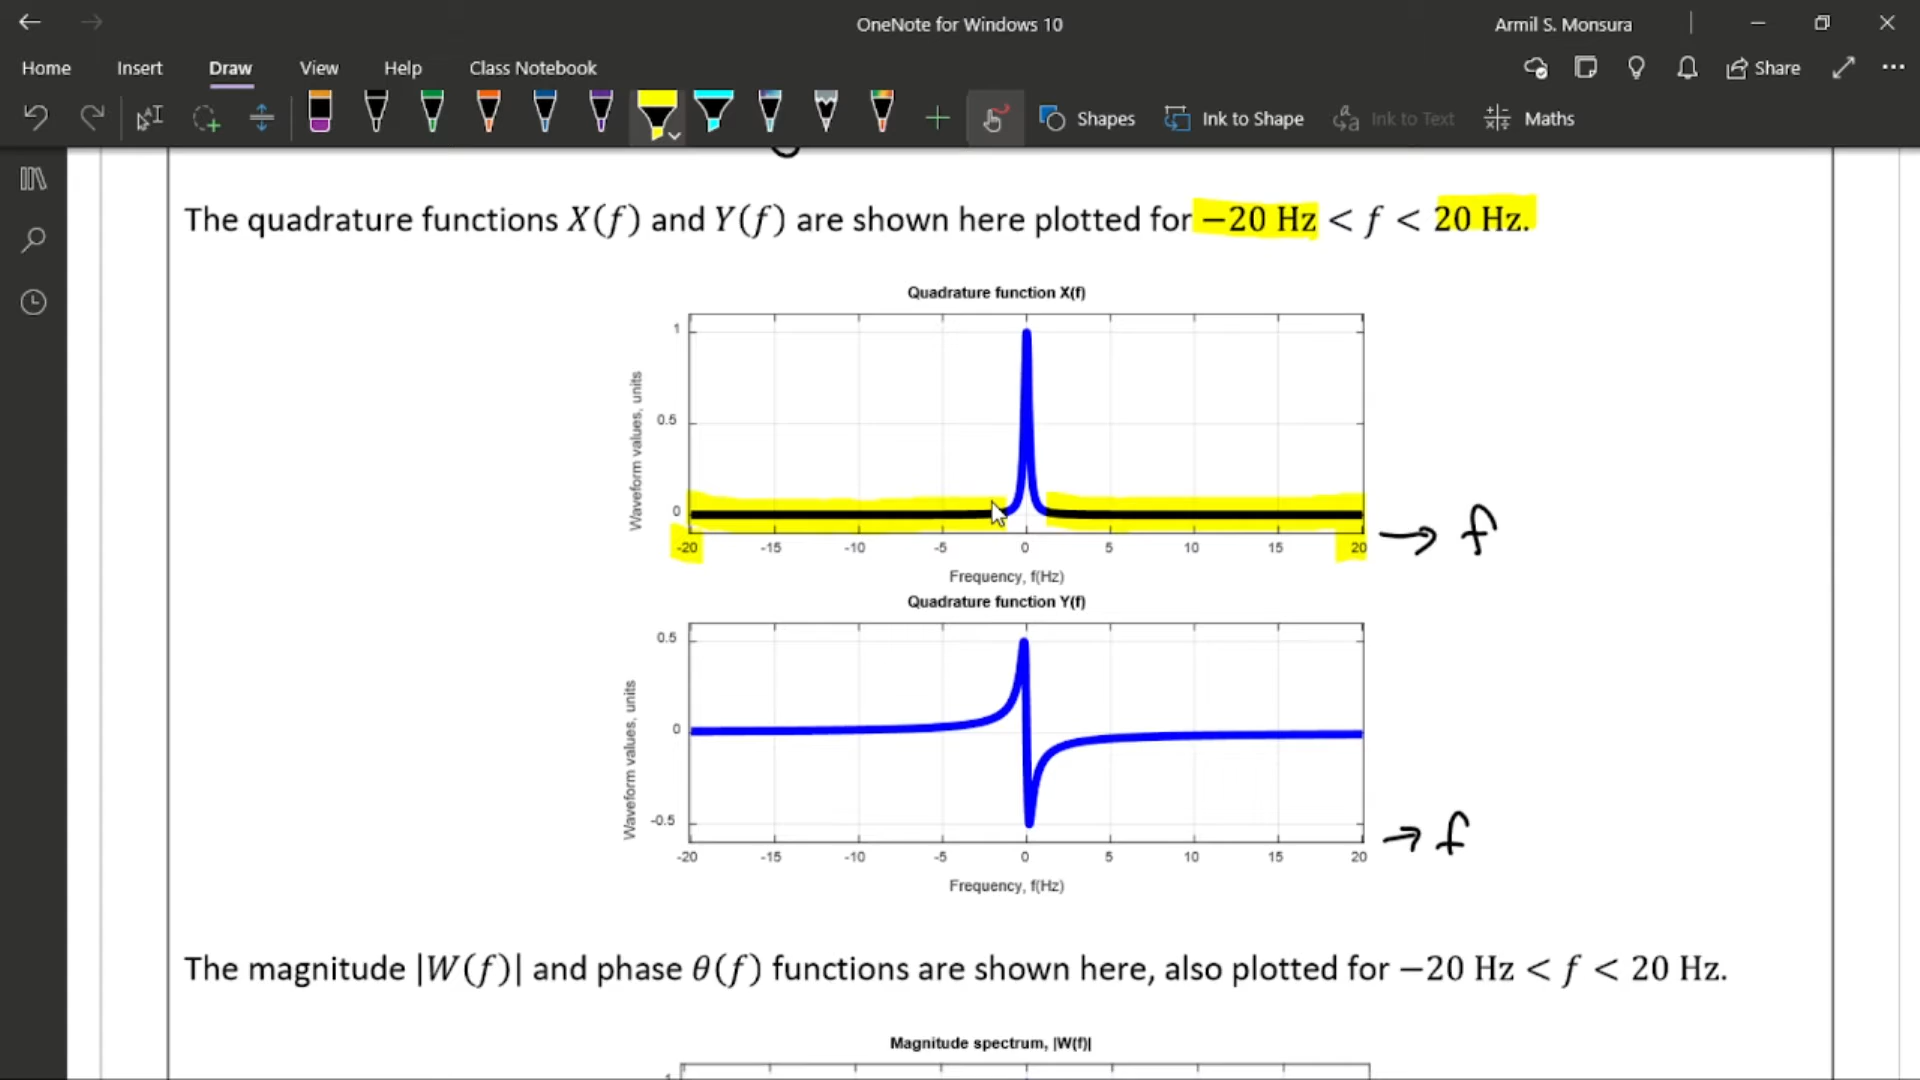 OneNote for Windows 10
Armil S. Monsura
Home Insert Draw View Help Class Notebook
Share
Shapes Ink to Shape Ink to Text Maths
The quadrature functions X(f) and Y(f) are shown here plotted for −20 Hz < f < 20 Hz.
Quadrature function X(f)
1
0.5
0
Waveform values, units
-20 -15 -10 -5 0 5 10 15 20
→ f
Frequency, f(Hz)
Quadrature function Y(f)
0.5
0
-0.5
Waveform values, units
-20 -15 -10 -5 0 5 10 15 20
→ f
Frequency, f(Hz)
The magnitude |W(f)| and phase θ(f) functions are shown here, also plotted for −20 Hz < f < 20 Hz.
Magnitude spectrum, |W(f)|